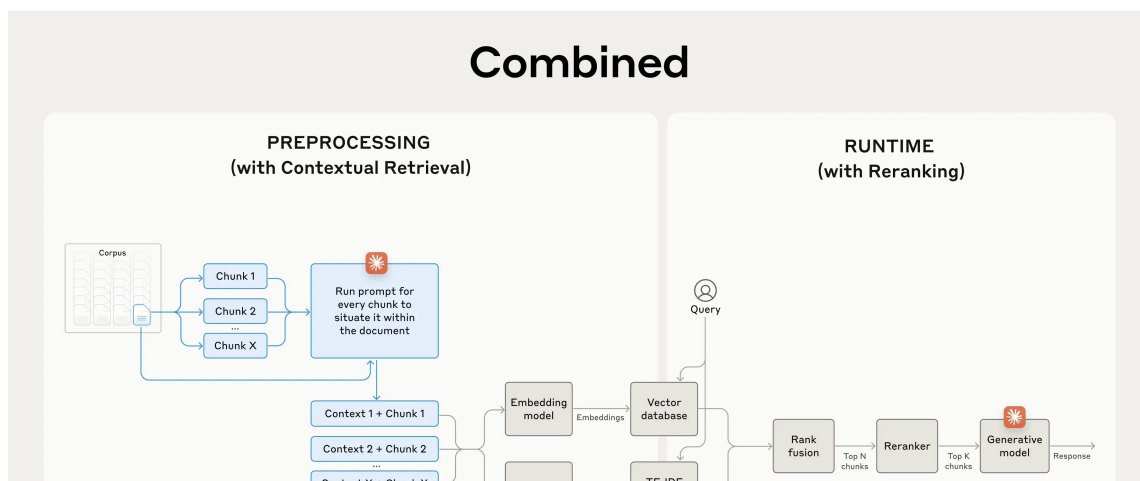 Combined
PREPROCESSING
(with Contextual Retrieval)
RUNTIME
(with Reranking)
Corpus
Chunk 1
Chunk 2
...
Chunk X
Run prompt for
every chunk to
situate it within
the document
Query
Context 1 + Chunk 1
Context 2 + Chunk 2
...
Embedding
model
Embeddings
Vector
database
Rank
fusion
Top N
chunks
Reranker
Top K
chunks
Generative
model
Response